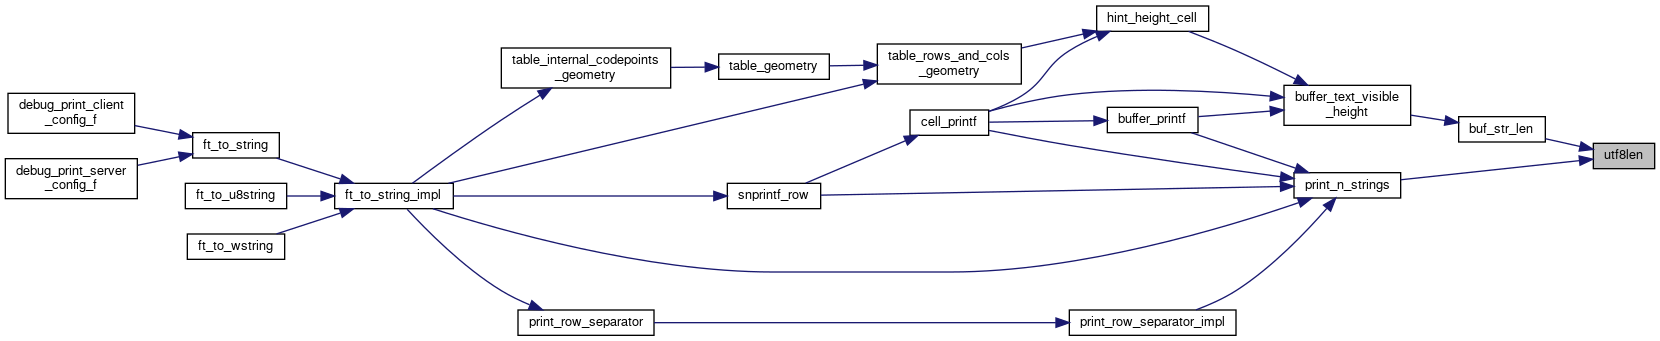 debug_print_client
_config_f
debug_print_server
_config_f
ft_to_string
ft_to_u8string
ft_to_wstring
ft_to_string_impl
table_internal_codepoints
_geometry
table_geometry
table_rows_and_cols
_geometry
hint_height_cell
cell_printf
buffer_printf
buffer_text_visible
_height
buf_str_len
utf8len
snprintf_row
print_n_strings
print_row_separator
print_row_separator_impl